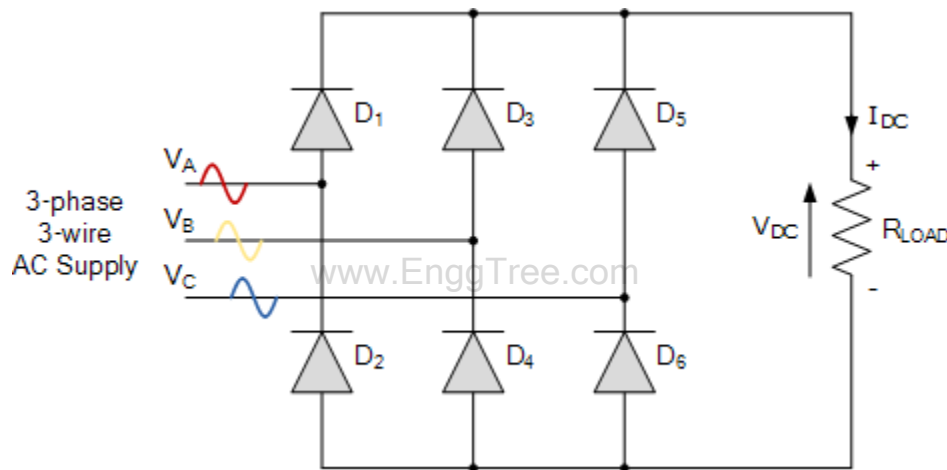 D1
D3
D5
IDC
VA
+
3-phase
3-wire
AC Supply
VB
VDC
RLOAD
www.EnggTree.com
VC
-
D2
D4
D6